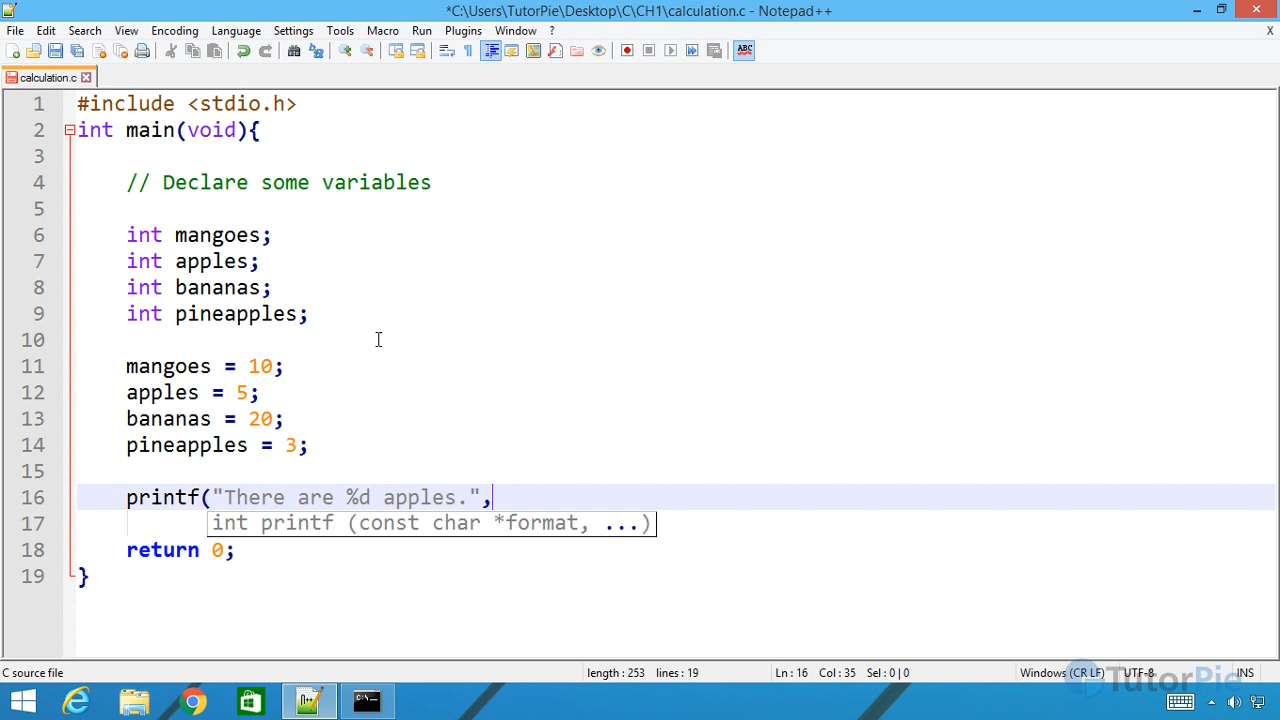 *C:\Users\TutorPie\Desktop\C\CH1\calculation.c - Notepad++
File Edit Search View Encoding Language Settings Tools Macro Run Plugins Window ? X
ABC
calculation.c
1 #include <stdio.h>
2 int main(void){
3
4 // Declare some variables
5
6 int mangoes;
7 int apples;
8 int bananas;
9 int pineapples;
10
11 mangoes = 10;
12 apples = 5;
13 bananas = 20;
14 pineapples = 3;
15
16 printf("There are %d apples.",
17 int printf (const char *format, ...)
18 return 0;
19 }
C source file length : 253 lines : 19 Ln : 16 Col : 35 Sel : 0 | 0 Windows (CR LF) UTF-8 INS
TutorPie